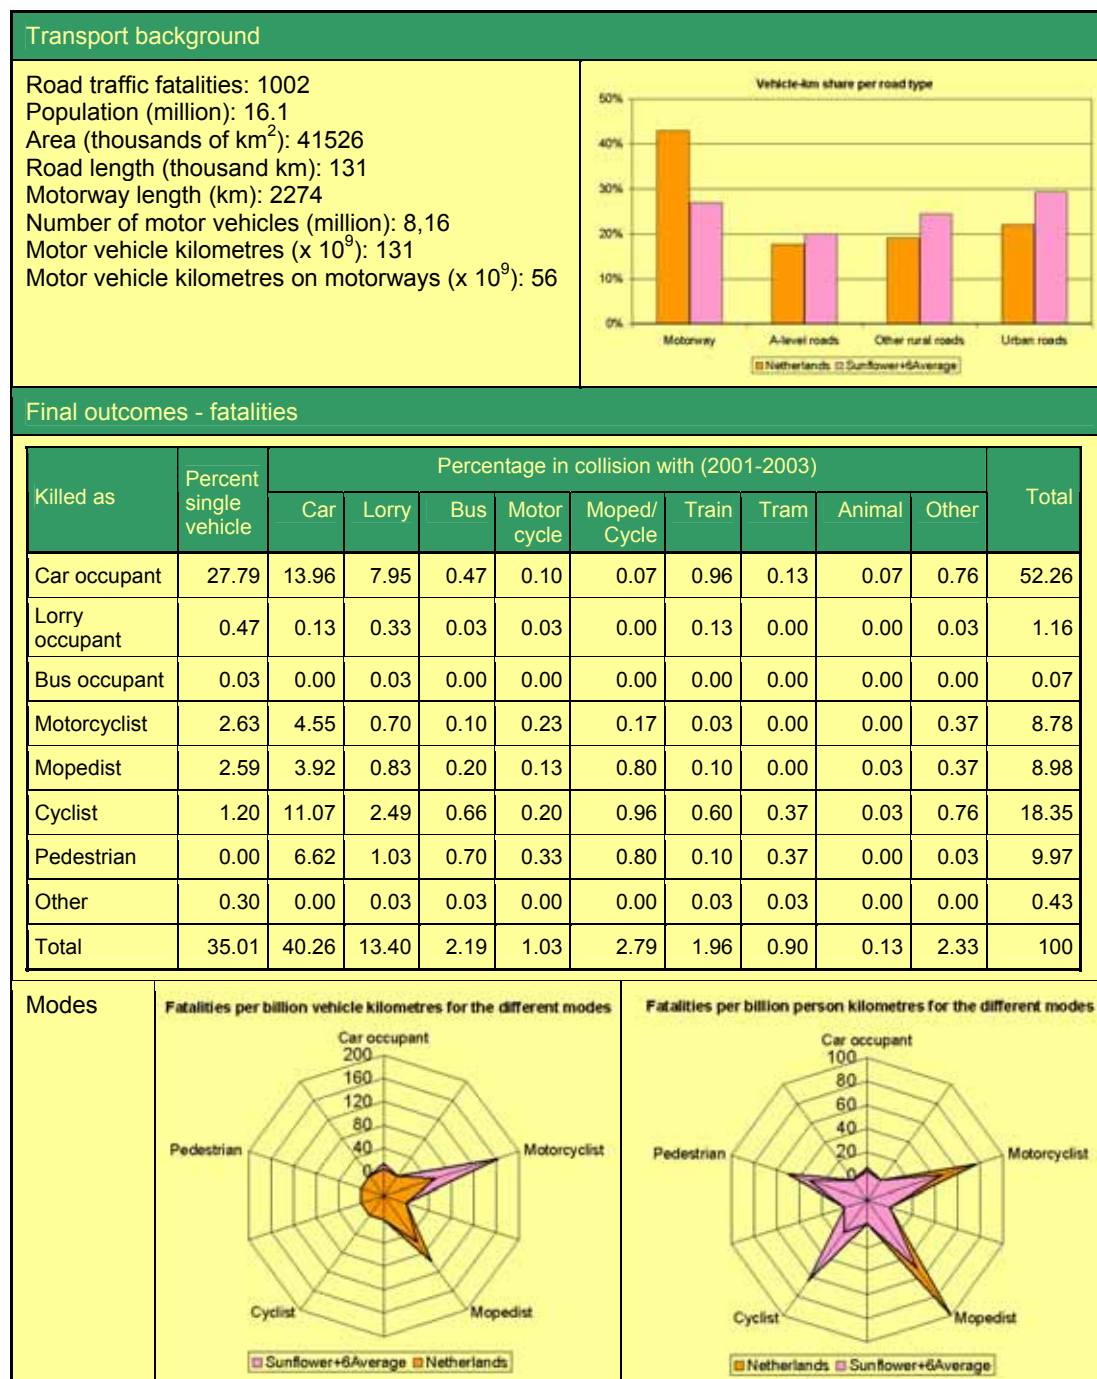 Transport background
Road traffic fatalities: 1002
Population (million): 16.1
Area (thousands of km²): 41526
Road length (thousand km): 131
Motorway length (km): 2274
Number of motor vehicles (million): 8,16
Motor vehicle kilometres (x 10⁹): 131
Motor vehicle kilometres on motorways (x 10⁹): 56
Vehicle-km share per road type
50%
40%
30%
20%
10%
0%
Motorway A-level roads Other rural roads Urban roads
Netherlands Sunflower+6Average
Final outcomes - fatalities
Killed as
Percent single vehicle
Percentage in collision with (2001-2003)
Total
Car Lorry Bus Motor cycle Moped/ Cycle Train Tram Animal Other
Car occupant 27.79 13.96 7.95 0.47 0.10 0.07 0.96 0.13 0.07 0.76 52.26
Lorry occupant 0.47 0.13 0.33 0.03 0.03 0.00 0.13 0.00 0.00 0.03 1.16
Bus occupant 0.03 0.00 0.03 0.00 0.00 0.00 0.00 0.00 0.00 0.00 0.07
Motorcyclist 2.63 4.55 0.70 0.10 0.23 0.17 0.03 0.00 0.00 0.37 8.78
Mopedist 2.59 3.92 0.83 0.20 0.13 0.80 0.10 0.00 0.03 0.37 8.98
Cyclist 1.20 11.07 2.49 0.66 0.20 0.96 0.60 0.37 0.03 0.76 18.35
Pedestrian 0.00 6.62 1.03 0.70 0.33 0.80 0.10 0.37 0.00 0.03 9.97
Other 0.30 0.00 0.03 0.03 0.00 0.00 0.03 0.03 0.00 0.00 0.43
Total 35.01 40.26 13.40 2.19 1.03 2.79 1.96 0.90 0.13 2.33 100
Modes
Fatalities per billion vehicle kilometres for the different modes
Car occupant
200
160
120
80
40
0
Pedestrian
Motorcyclist
Cyclist
Mopedist
Sunflower+6Average Netherlands
Fatalities per billion person kilometres for the different modes
Car occupant
100
80
60
40
20
0
Pedestrian
Motorcyclist
Cyclist
Mopedist
Netherlands Sunflower+6Average